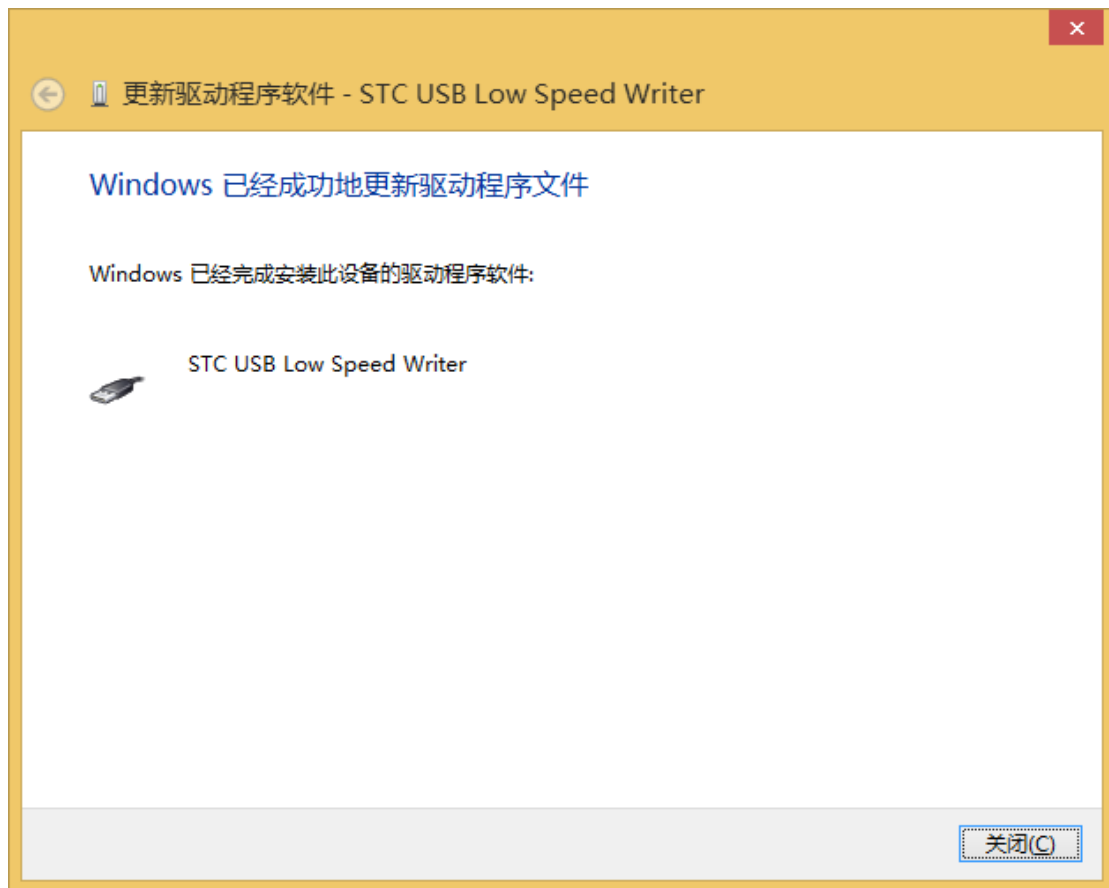 更新驱动程序软件 - STC USB Low Speed Writer
Windows 已经成功地更新驱动程序文件
Windows 已经完成安装此设备的驱动程序软件:
STC USB Low Speed Writer
关闭(C)